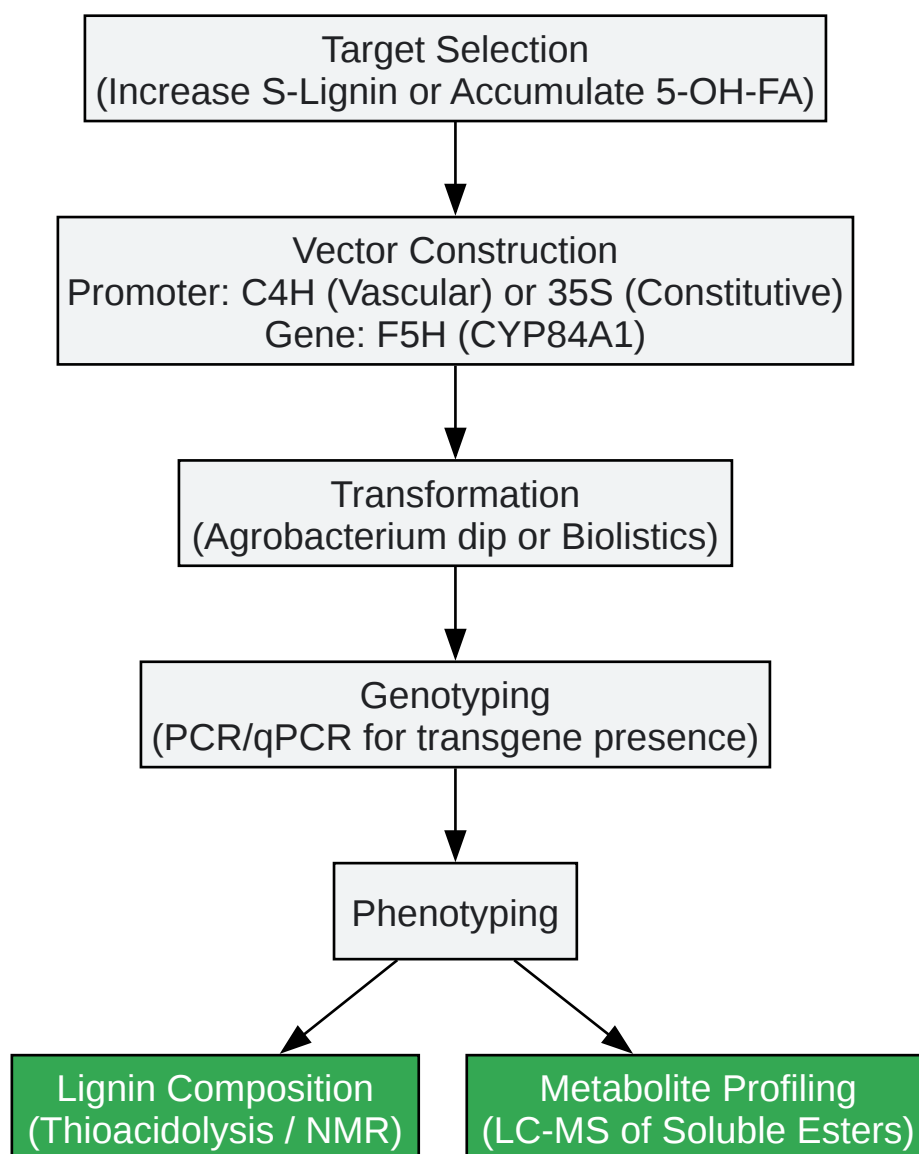 Target Selection
(Increase S-Lignin or Accumulate 5-OH-FA)
Vector Construction
Promoter: C4H (Vascular) or 35S (Constitutive)
Gene: F5H (CYP84A1)
Transformation
(Agrobacterium dip or Biolistics)
Genotyping
(PCR/qPCR for transgene presence)
Phenotyping
Lignin Composition
(Thioacidolysis / NMR)
Metabolite Profiling
(LC-MS of Soluble Esters)